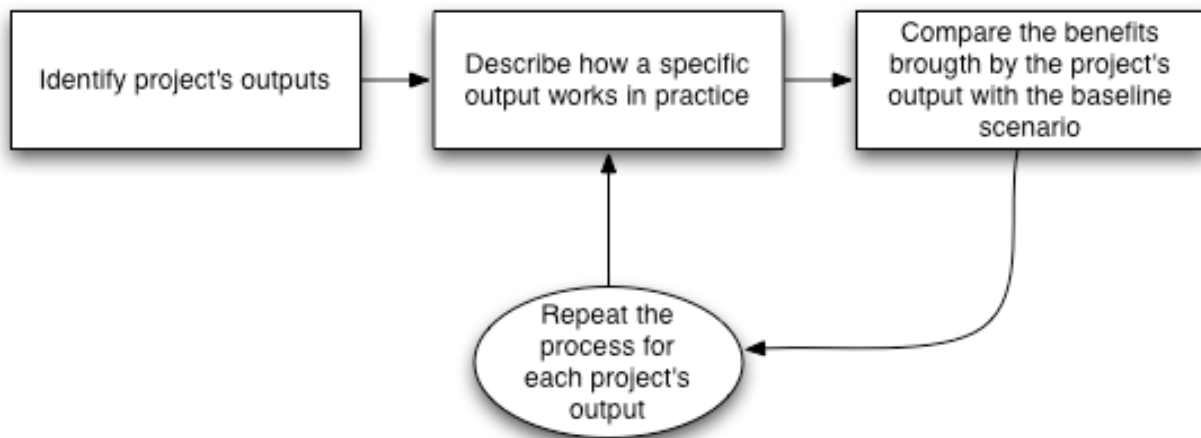 Identify project's outputs
Describe how a specific
output works in practice
Compare the benefits
brougth by the project's
output with the baseline
scenario
Repeat the
process for
each project's
output